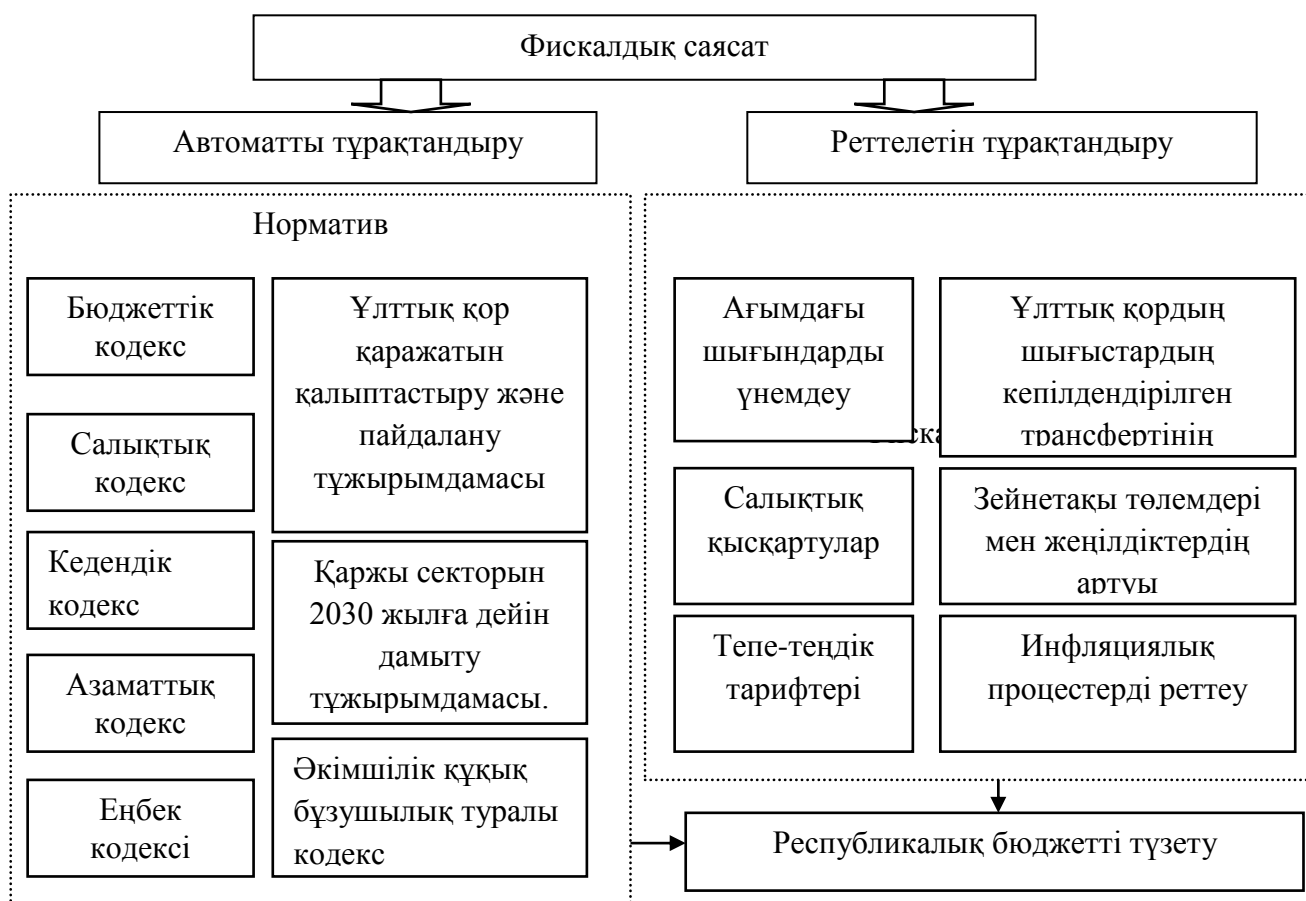 Фискалдық саясат
Автоматты тұрақтандыру
Реттелетін тұрақтандыру
Норматив
Бюджеттік
кодекс
Салықтық
кодекс
Кедендік
кодекс
Азаматтық
кодекс
Еңбек
кодексі
Ұлттық қор
қаражатын
қалыптастыру және
пайдалану
тұжырымдамасы
Қаржы секторын
2030 жылға дейін
дамыту
тұжырымдамасы.
Әкімшілік құқық
бұзушылық туралы
кодекс
Ағымдағы
шығындарды
үнемдеу
Ұлттық қордың
шығыстардың
кепілдендірілген
трансфертінің
Салықтық
қысқартулар
Зейнетақы төлемдері
мен жеңілдіктердің
артуы
Тепе-теңдік
тарифтері
Инфляциялық
процестерді реттеу
Республикалық бюджетті түзету